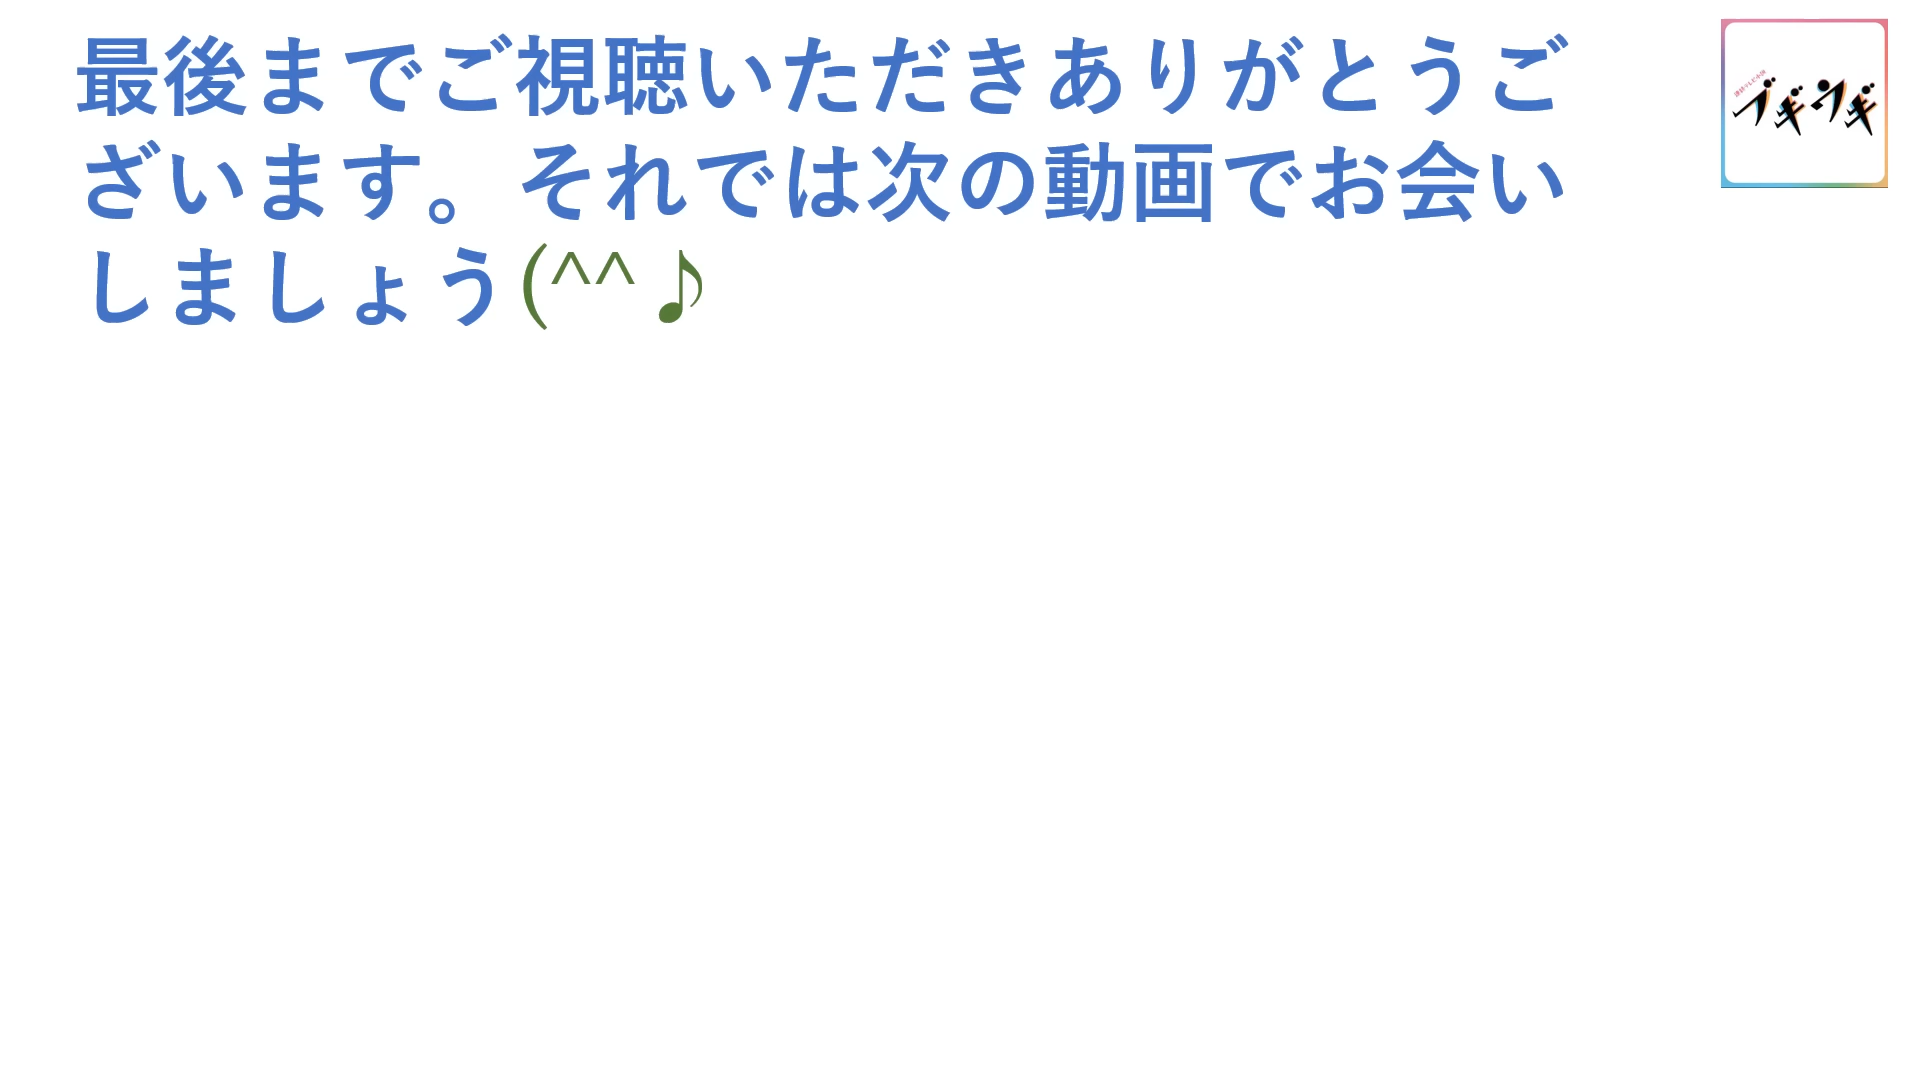 最後までご視聴いただきありがとうご
ざいます。それでは次の動画でお会い
しましょう(^^♪
ブギウギ